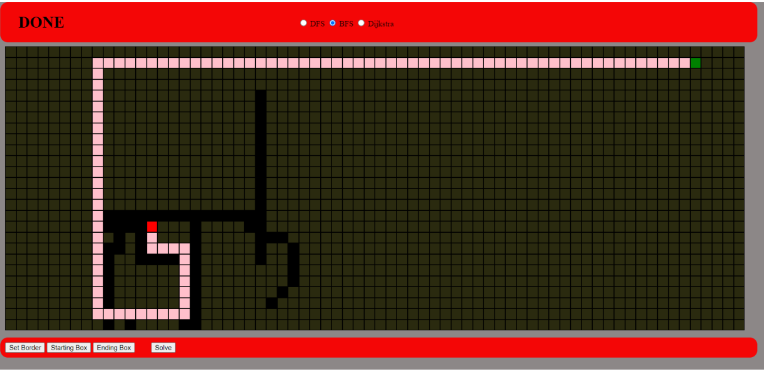 DONE
DFS BFS Dijkstra
Set Border Starting Box Ending Box Solve